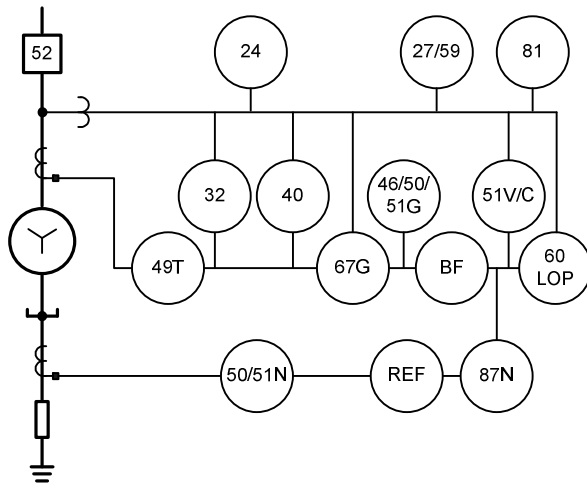 52
24
27/59
81
32
40
46/50/
51G
51V/C
49T
67G
BF
60
LOP
50/51N
REF
87N